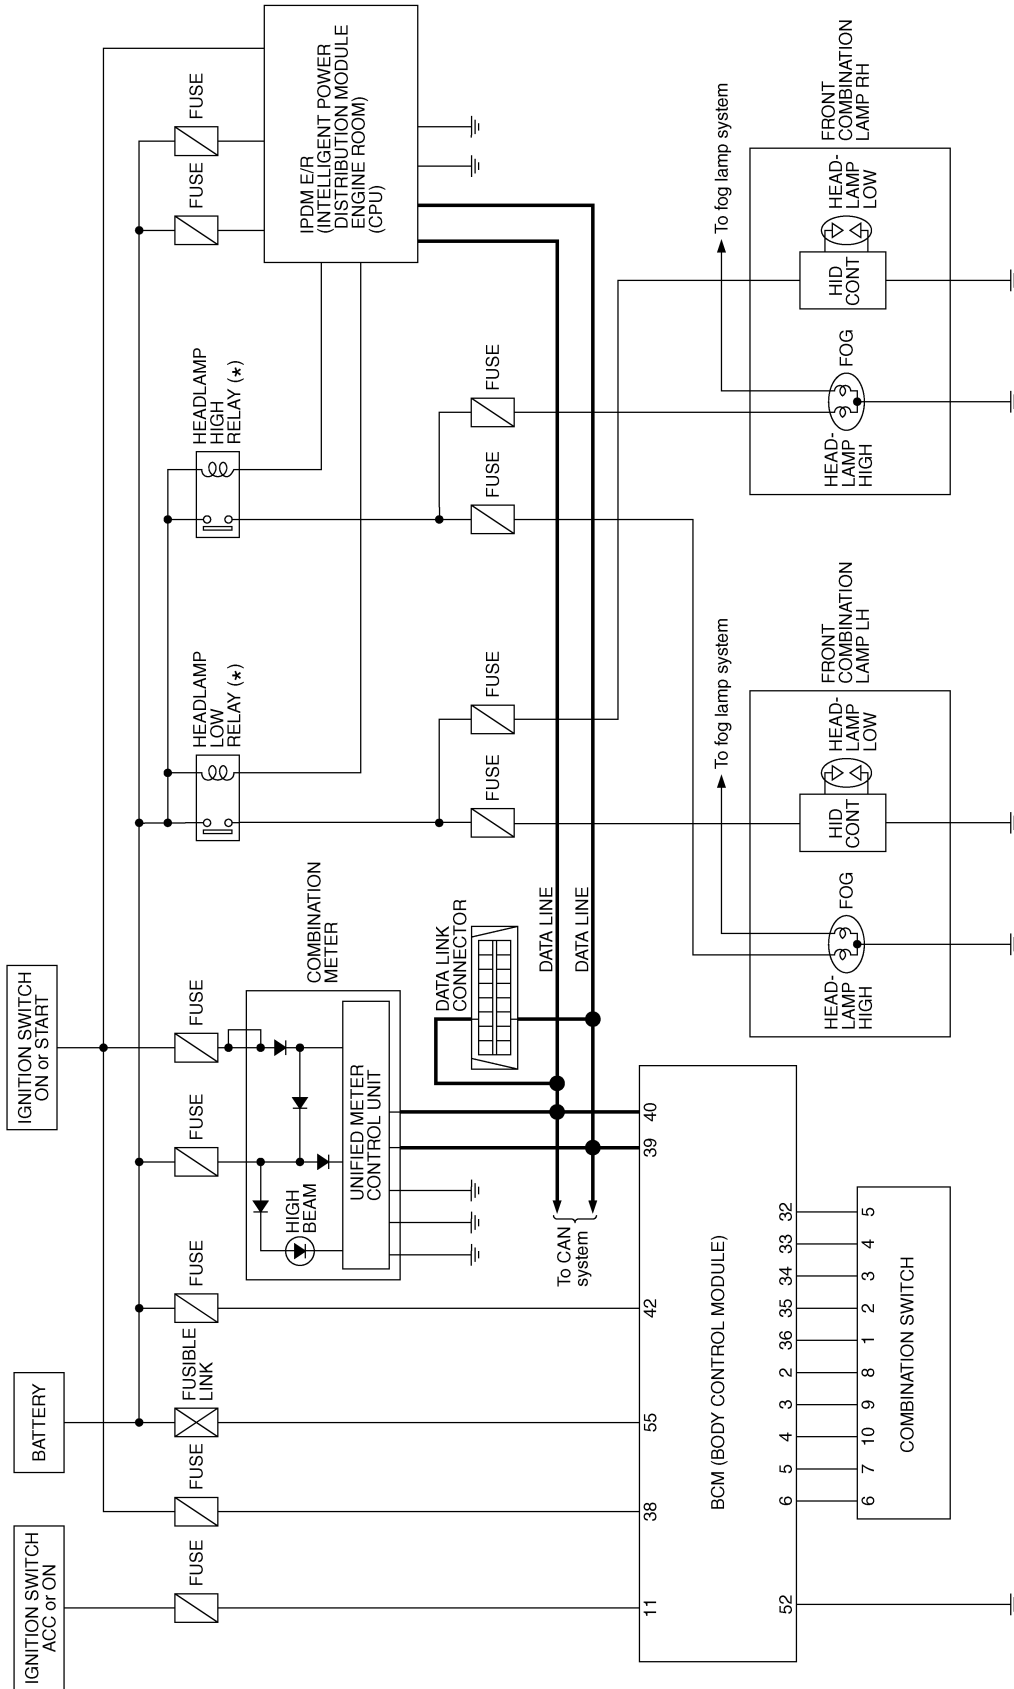 IGNITION SWITCH
ACC or ON
BATTERY
IGNITION SWITCH
ON or START
FUSE
FUSE
FUSIBLE
LINK
FUSE
FUSE
FUSE
HEADLAMP
LOW
RELAY (*)
HEADLAMP
HIGH
RELAY (*)
FUSE
FUSE
COMBINATION
METER
HIGH
BEAM
UNIFIED METER
CONTROL UNIT
IPDM E/R
(INTELLIGENT POWER
DISTRIBUTION MODULE
ENGINE ROOM)
(CPU)
DATA LINK
CONNECTOR
FUSE
FUSE
FUSE
FUSE
DATA LINE
DATA LINE
To CAN
system
11
38
55
42
39
40
BCM (BODY CONTROL MODULE)
52
6
5
4
3
2
36
35
34
33
32
6
7
10
9
8
1
2
3
4
5
COMBINATION SWITCH
To fog lamp system
HEAD-
LAMP
HIGH
FOG
HID
CONT
HEAD-
LAMP
LOW
FRONT
COMBINATION
LAMP LH
To fog lamp system
HEAD-
LAMP
HIGH
FOG
HID
CONT
HEAD-
LAMP
LOW
FRONT
COMBINATION
LAMP RH